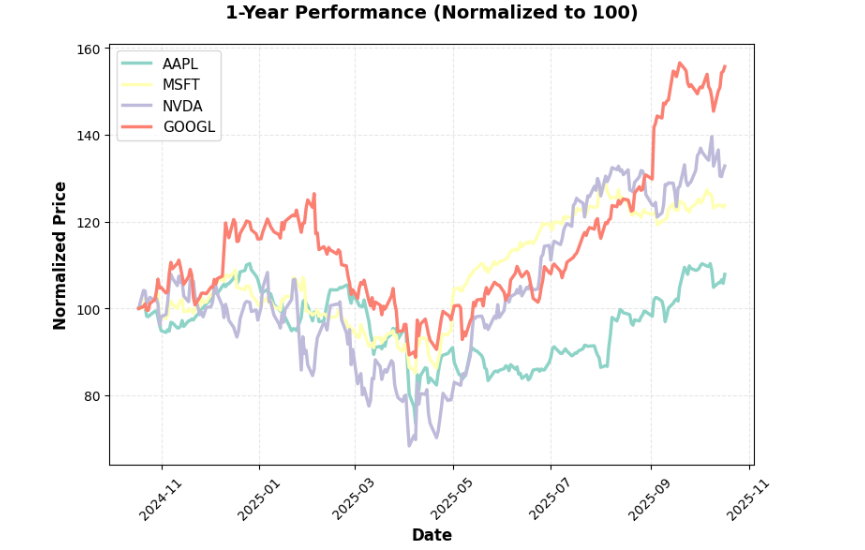 1-Year Performance (Normalized to 100)
AAPL
MSFT
NVDA
GOOGL
Normalized Price
160
140
120
100
80
2024-11
2025-01
2025-03
2025-05
2025-07
2025-09
2025-11
Date